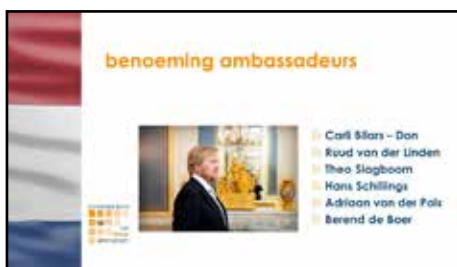 benoeming ambassadeurs
Carli Bilars – Don
Ruud van der Linden
Theo Slagboom
Hans Schillings
Adriaan van der Pols
Berend de Boer